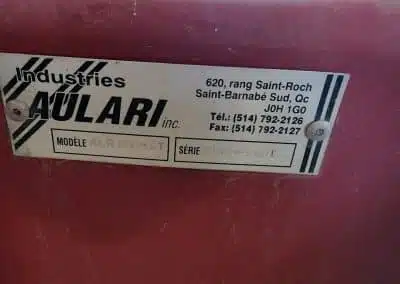 Industries
AULARI inc.
620, rang Saint-Roch
Saint-Barnabé Sud, Qc
J0H 1G0
Tél.: (514) 792-2126
Fax: (514) 792-2127
MODÈLE
SÉRIE